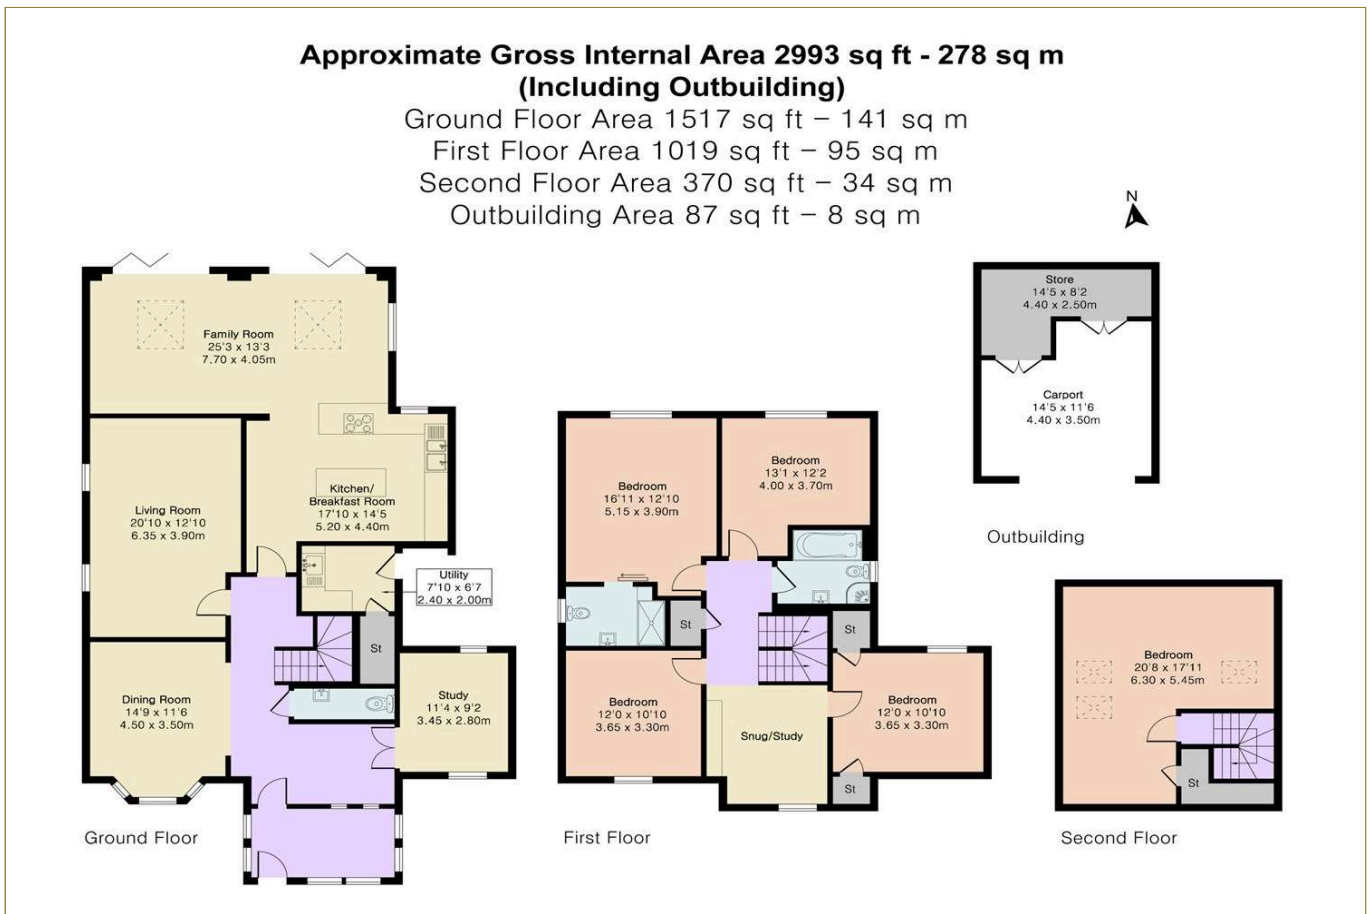 Approximate Gross Internal Area 2993 sq ft - 278 sq m
(Including Outbuilding)
Ground Floor Area 1517 sq ft – 141 sq m
First Floor Area 1019 sq ft – 95 sq m
Second Floor Area 370 sq ft – 34 sq m
Outbuilding Area 87 sq ft – 8 sq m
N
Family Room
25'3 x 13'3
7.70 x 4.05m
Living Room
20'10 x 12'10
6.35 x 3.90m
Kitchen/
Breakfast Room
17'10 x 14'5
5.20 x 4.40m
Utility
7'10 x 6'7
2.40 x 2.00m
St
Dining Room
14'9 x 11'6
4.50 x 3.50m
Study
11'4 x 9'2
3.45 x 2.80m
Ground Floor
Bedroom
16'11 x 12'10
5.15 x 3.90m
Bedroom
13'1 x 12'2
4.00 x 3.70m
St
St
Bedroom
12'0 x 10'10
3.65 x 3.30m
Snug/Study
Bedroom
12'0 x 10'10
3.65 x 3.30m
St
First Floor
Store
14'5 x 8'2
4.40 x 2.50m
Carport
14'5 x 11'6
4.40 x 3.50m
Outbuilding
Bedroom
20'8 x 17'11
6.30 x 5.45m
St
Second Floor